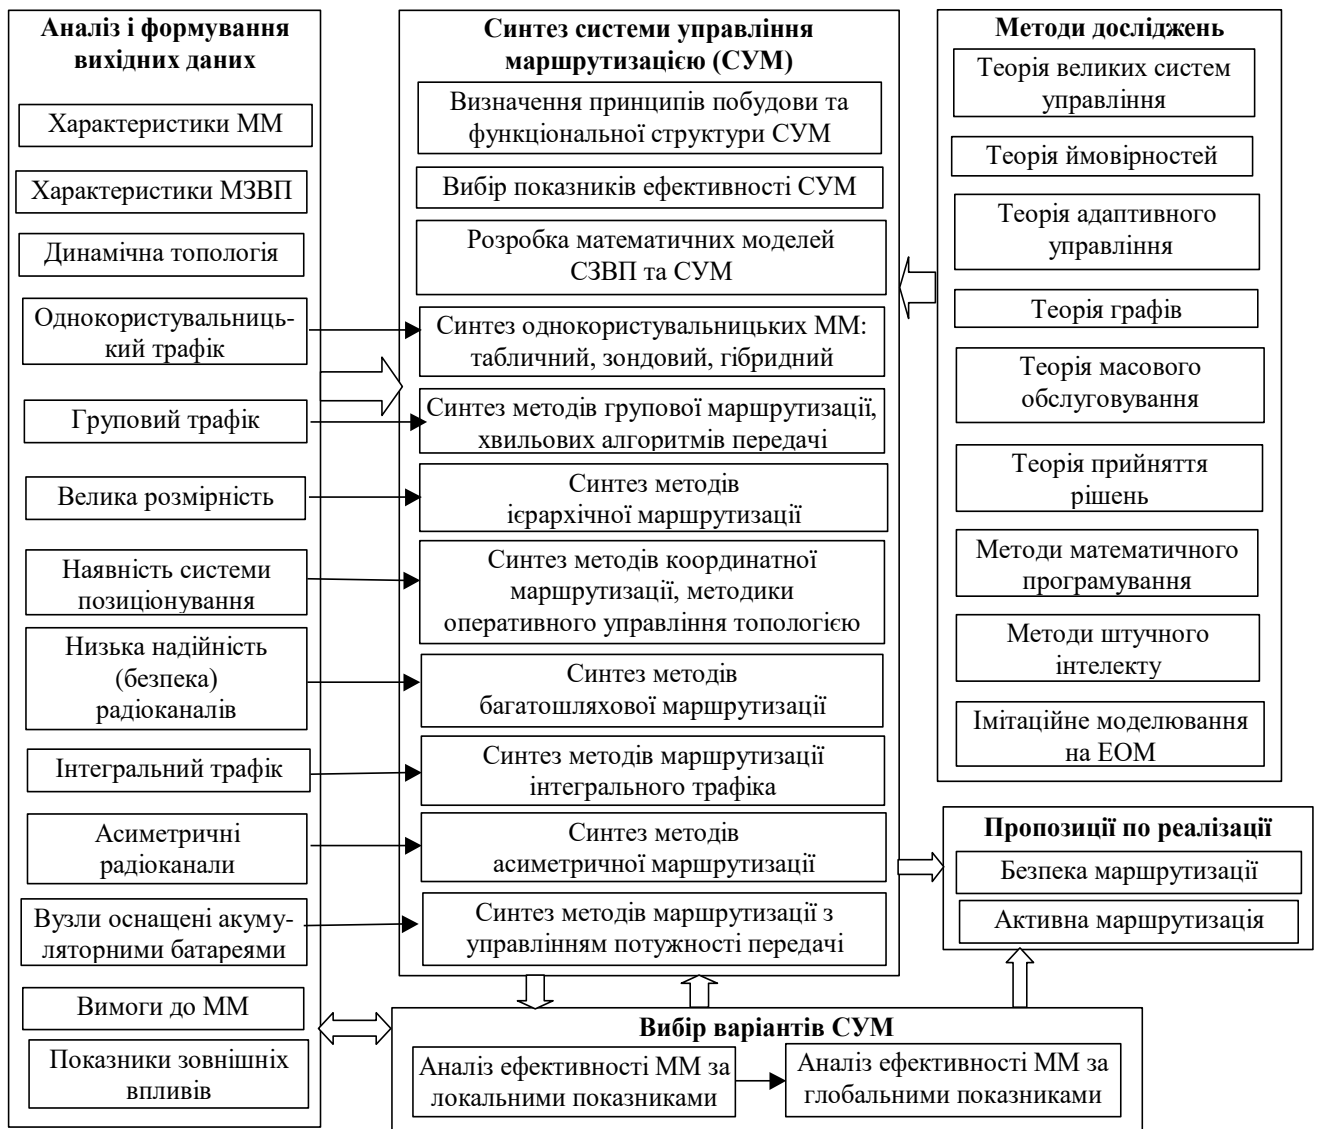 Аналіз і формування
вихідних даних
Характеристики ММ
Характеристики МЗВП
Динамічна топологія
Однокористувальниць-
кий трафік
Груповий трафік
Велика розмірність
Наявність системи
позиціонування
Низька надійність
(безпека)
радіоканалів
Інтегральний трафік
Асиметричні
радіоканали
Вузли оснащені акуму-
ляторними батареями
Вимоги до ММ
Показники зовнішніх
впливів
Синтез системи управління
маршрутизацією (СУМ)
Визначення принципів побудови та
функціональної структури СУМ
Вибір показників ефективності СУМ
Розробка математичних моделей
СЗВП та СУМ
Синтез однокористувальницьких ММ:
табличний, зондовий, гібридний
Синтез методів групової маршрутизації,
хвильових алгоритмів передачі
Синтез методів
ієрархічної маршрутизації
Синтез методів координатної
маршрутизації, методики
оперативного управління топологією
Синтез методів
багатошляхової маршрутизації
Синтез методів маршрутизації
інтегрального трафіка
Синтез методів
асиметричної маршрутизації
Синтез методів маршрутизації з
управлінням потужності передачі
Методи досліджень
Теорія великих систем
управління
Теорія ймовірностей
Теорія адаптивного
управління
Теорія графів
Теорія масового
обслуговування
Теорія прийняття
рішень
Методи математичного
програмування
Методи штучного
інтелекту
Імітаційне моделювання
на ЕОМ
Пропозиції по реалізації
Безпека маршрутизації
Активна маршрутизація
Вибір варіантів СУМ
Аналіз ефективності ММ за
локальними показниками
Аналіз ефективності ММ за
глобальними показниками